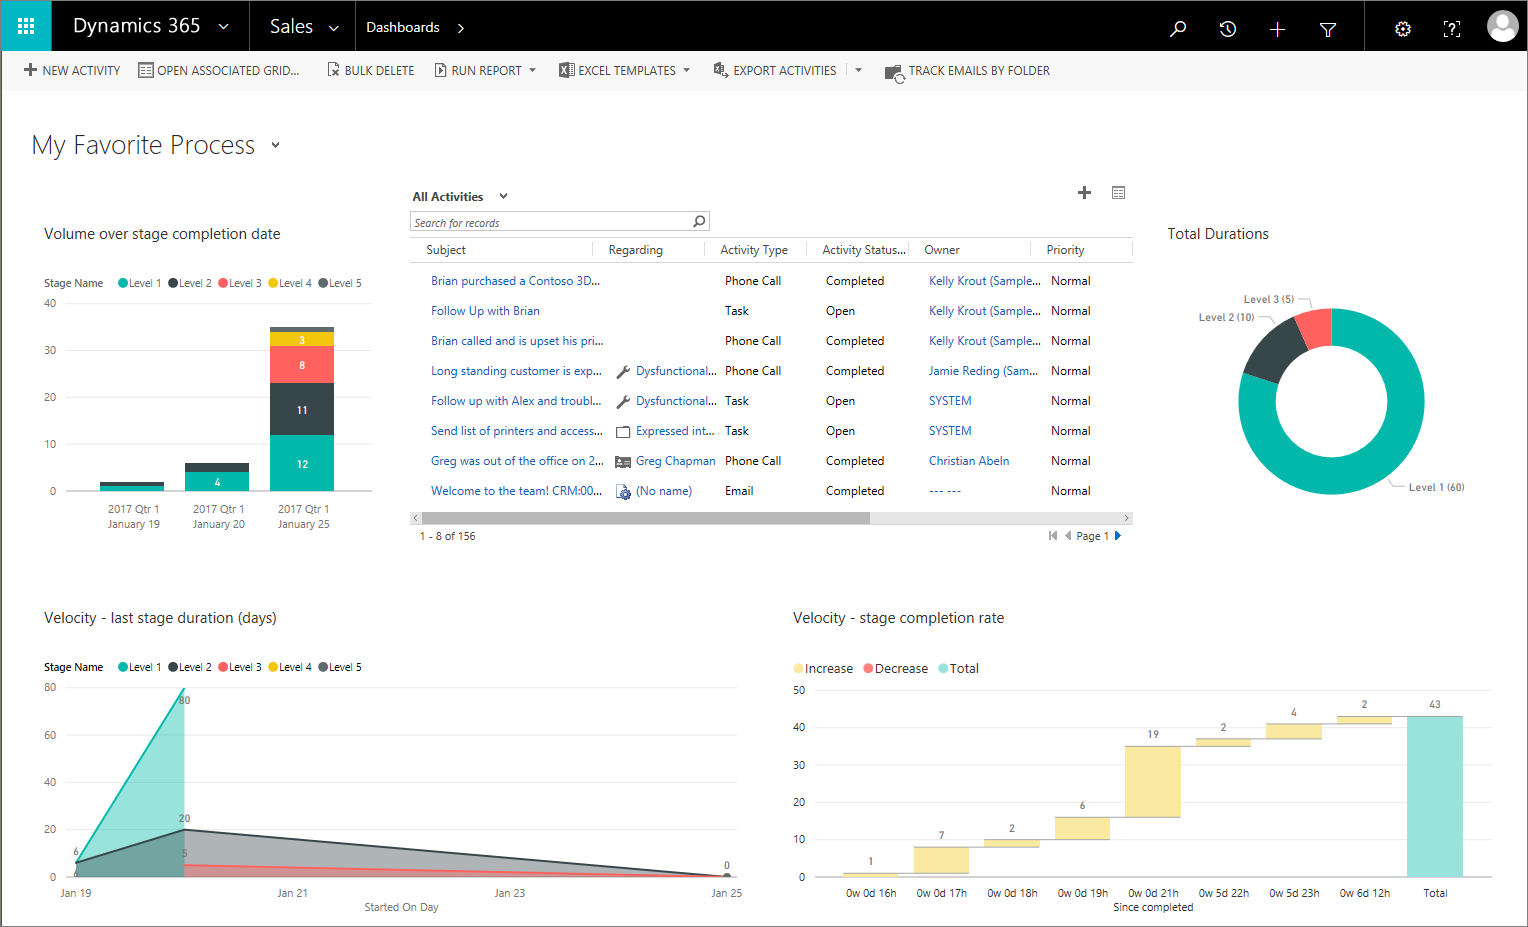 Dynamics 365 Sales Dashboards
NEW ACTIVITY OPEN ASSOCIATED GRID... BULK DELETE RUN REPORT EXCEL TEMPLATES EXPORT ACTIVITIES TRACK EMAILS BY FOLDER
My Favorite Process
Volume over stage completion date
Stage Name Level 1 Level 2 Level 3 Level 4 Level 5
40
30
20
10
0
3
8
11
12
4
2017 Qtr 1 2017 Qtr 1 2017 Qtr 1
January 19 January 20 January 25
All Activities
Search for records
Subject Regarding Activity Type Activity Status... Owner Priority
Brian purchased a Contoso 3D... Phone Call Completed Kelly Krout (Sample... Normal
Follow Up with Brian Task Open Kelly Krout (Sample... Normal
Brian called and is upset his pri... Phone Call Completed Kelly Krout (Sample... Normal
Long standing customer is exp... Dysfunctional... Phone Call Completed Jamie Reding (Sam... Normal
Follow up with Alex and troubl... Dysfunctional... Task Open SYSTEM Normal
Send list of printers and access... Expressed int... Task Open SYSTEM Normal
Greg was out of the office on 2... Greg Chapman Phone Call Completed Christian Abeln Normal
Welcome to the team! CRM:00... (No name) Email Completed --- --- Normal
1 - 8 of 156 Page 1
Total Durations
Level 3 (5)
Level 2 (10)
Level 1 (60)
Velocity - last stage duration (days)
Stage Name Level 1 Level 2 Level 3 Level 4 Level 5
80
60
40
20
0
80
20
5
6
6
0
Jan 19 Jan 21 Jan 23 Jan 25
Started On Day
Velocity - stage completion rate
Increase Decrease Total
50
40
30
20
10
0
1 7 2 6 19 2 4 2 43
0w 0d 16h 0w 0d 17h 0w 0d 18h 0w 0d 19h 0w 0d 21h 0w 5d 22h 0w 5d 23h 0w 6d 12h Total
Since completed